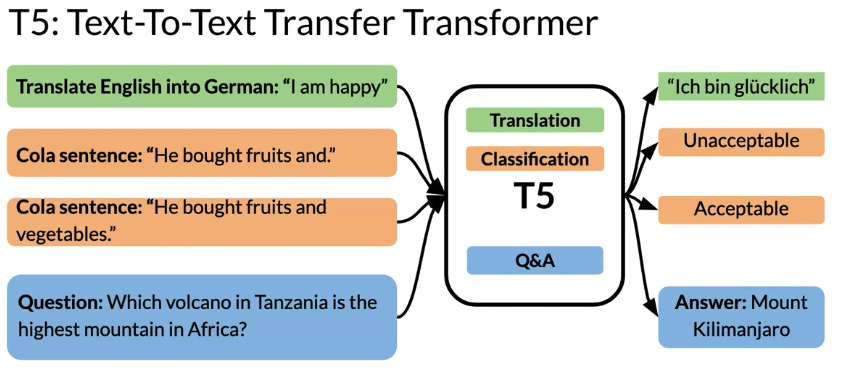 T5: Text-To-Text Transfer Transformer
Translate English into German: “I am happy”
Cola sentence: “He bought fruits and.”
Cola sentence: “He bought fruits and
vegetables.”
Question: Which volcano in Tanzania is the
highest mountain in Africa?
Translation
Classification
T5
Q&A
“Ich bin glücklich”
Unacceptable
Acceptable
Answer: Mount
Kilimanjaro